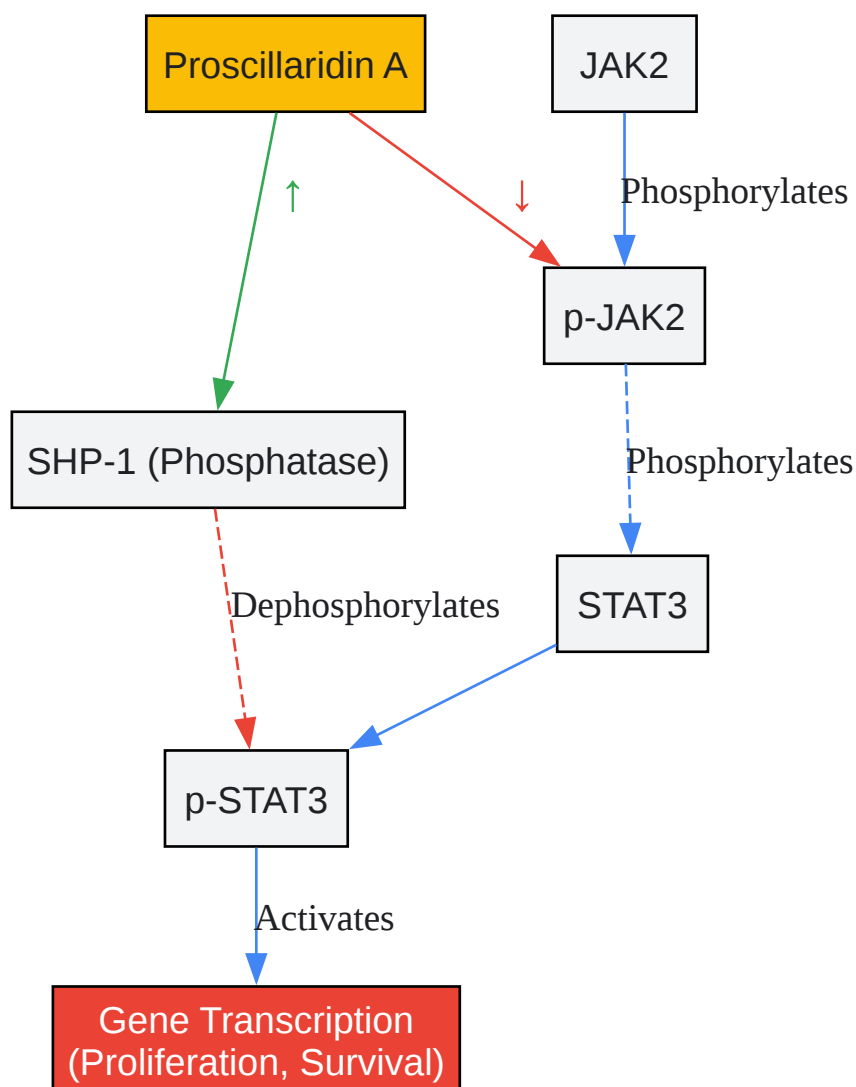 Proscillaridin A
JAK2
↑
↓
Phosphorylates
p-JAK2
SHP-1 (Phosphatase)
Phosphorylates
Dephosphorylates
STAT3
p-STAT3
Activates
Gene Transcription
(Proliferation, Survival)